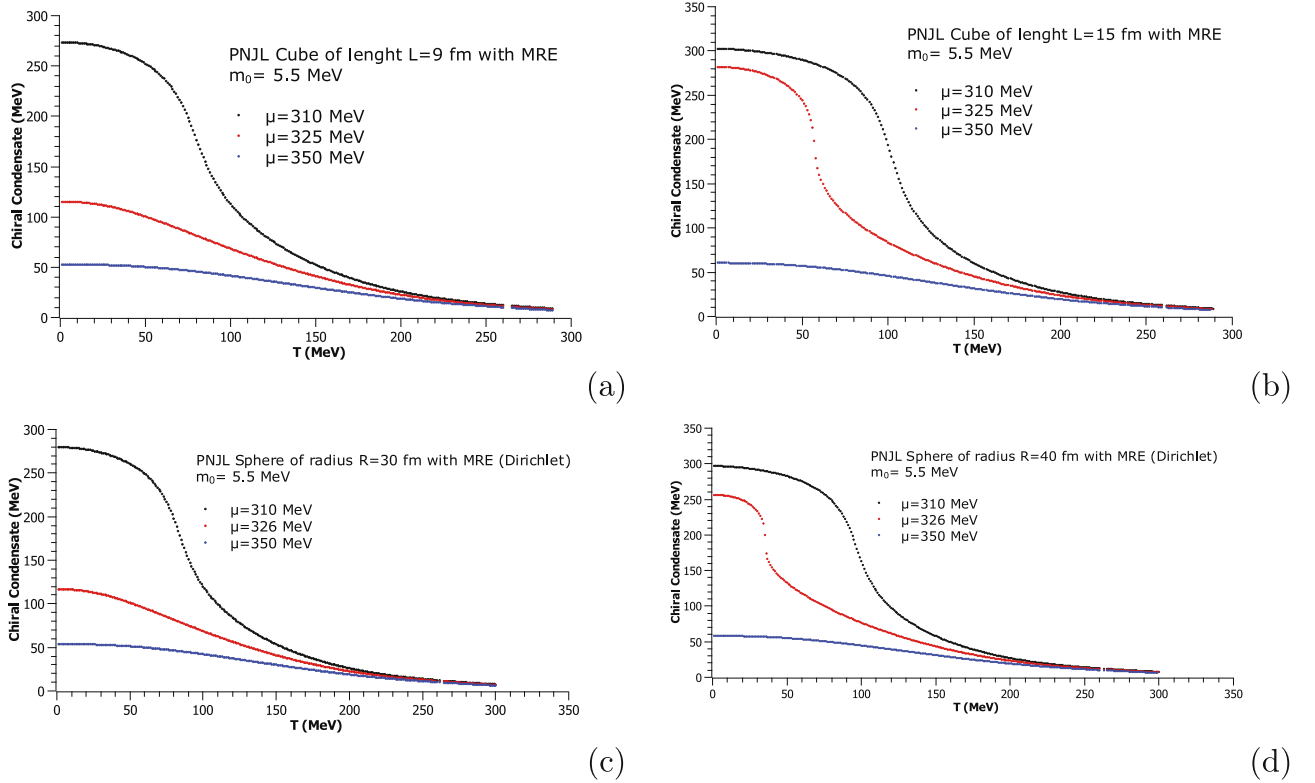 PNJL Cube of lenght L=9 fm with MRE
m0= 5.5 MeV
μ=310 MeV
μ=325 MeV
μ=350 MeV
Chiral Condensate (MeV)
300
250
200
150
100
50
0
0 50 100 150 200 250 300
T (MeV)
(a)
PNJL Cube of lenght L=15 fm with MRE
m0= 5.5 MeV
μ=310 MeV
μ=325 MeV
μ=350 MeV
Chiral Condensate (MeV)
350
300
250
200
150
100
50
0
0 50 100 150 200 250 300
T (MeV)
(b)
PNJL Sphere of radius R=30 fm with MRE (Dirichlet)
m0= 5.5 MeV
μ=310 MeV
μ=326 MeV
μ=350 MeV
Chiral Condensate (MeV)
300
250
200
150
100
50
0
0 50 100 150 200 250 300 350
T (MeV)
(c)
PNJL Sphere of radius R=40 fm with MRE (Dirichlet)
m0= 5.5 MeV
μ=310 MeV
μ=326 MeV
μ=350 MeV
Chiral Condensate (MeV)
350
300
250
200
150
100
50
0
0 50 100 150 200 250 300 350
T (MeV)
(d)